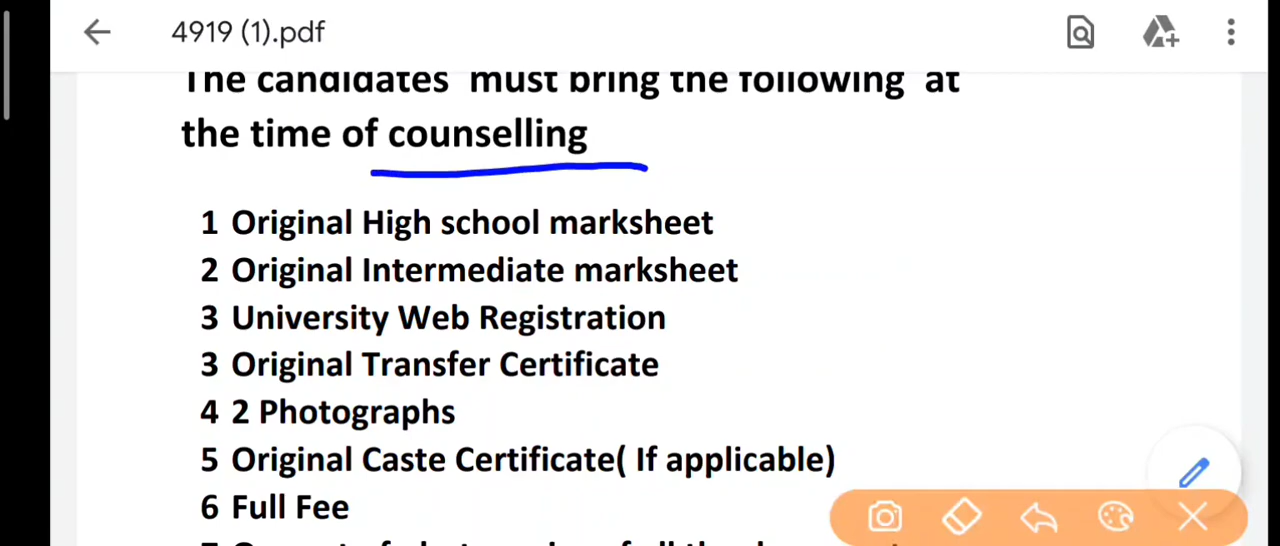 4919 (1).pdf
The candidates must bring the following at
the time of counselling
1 Original High school marksheet
2 Original Intermediate marksheet
3 University Web Registration
3 Original Transfer Certificate
4 2 Photographs
5 Original Caste Certificate( If applicable)
6 Full Fee